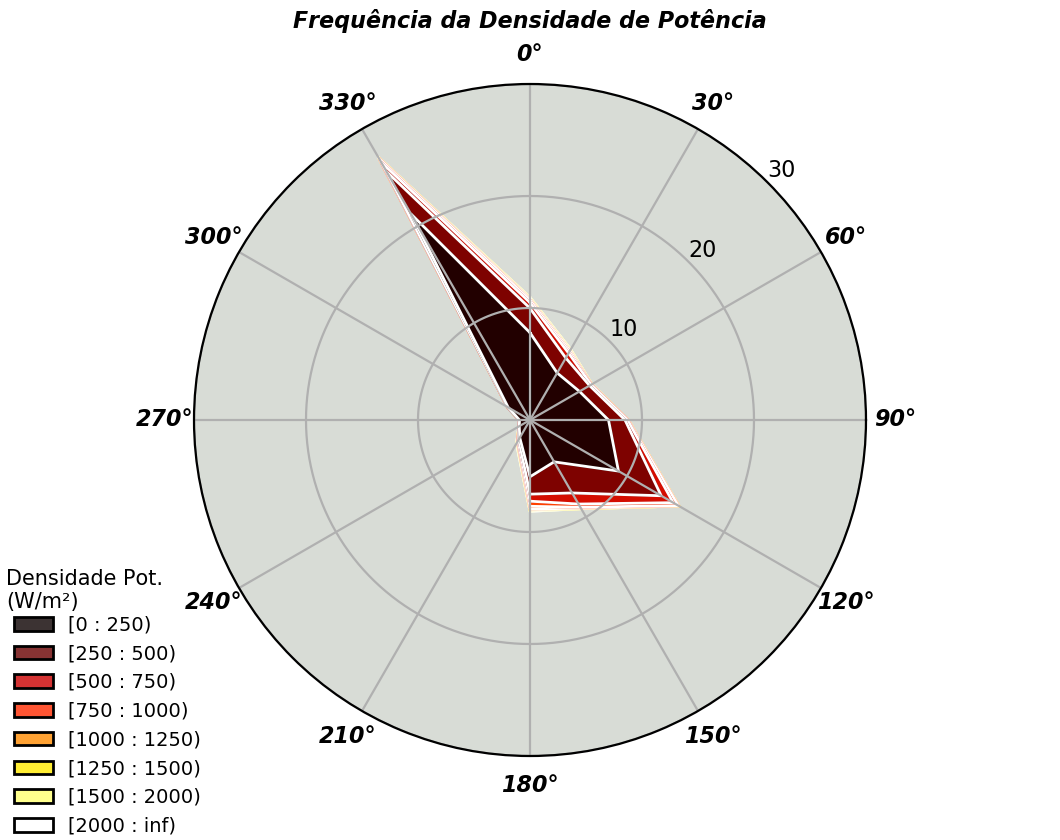 Frequência da Densidade de Potência
0°
330°
30°
30
300°
60°
20
10
270°
90°
240°
120°
210°
150°
180°
Densidade Pot.
(W/m²)
[0 : 250)
[250 : 500)
[500 : 750)
[750 : 1000)
[1000 : 1250)
[1250 : 1500)
[1500 : 2000)
[2000 : inf)